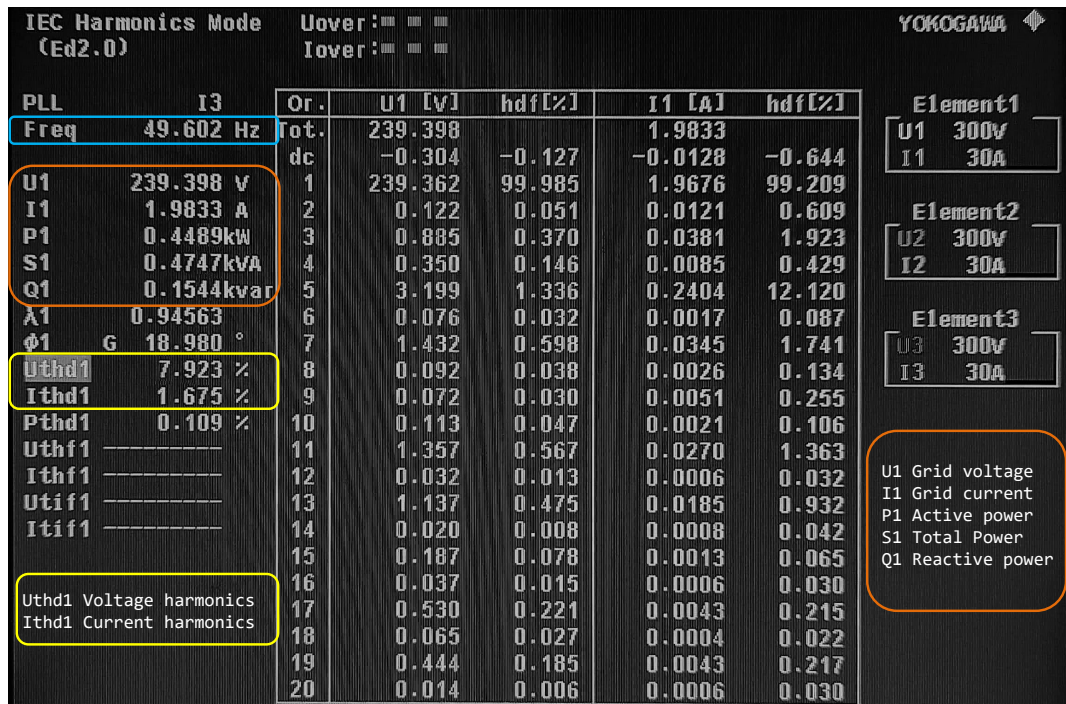 IEC Harmonics Mode
(Ed2.0)
Uover:
Iover:
YOKOGAWA
PLL I3
Freq 49.602 Hz
U1 239.398 V
I1 1.9833 A
P1 0.4489kW
S1 0.4747kVA
Q1 0.1544kvar
λ1 0.94563
Φ1 G 18.980 °
Uthd1 7.923 %
Ithd1 1.675 %
Pthd1 0.109 %
Uthf1 ---------
Ithf1 ---------
Utif1 ---------
Itif1 ---------
Uthd1 Voltage harmonics
Ithd1 Current harmonics
Or. U1 [V] hdf[%] I1 [A] hdf[%]
Tot. 239.398 1.9833
dc -0.304 -0.127 -0.0128 -0.644
1 239.362 99.985 1.9676 99.209
2 0.122 0.051 0.0121 0.609
3 0.885 0.370 0.0381 1.923
4 0.350 0.146 0.0085 0.429
5 3.199 1.336 0.2404 12.120
6 0.076 0.032 0.0017 0.087
7 1.432 0.598 0.0345 1.741
8 0.092 0.038 0.0026 0.134
9 0.072 0.030 0.0051 0.255
10 0.113 0.047 0.0021 0.106
11 1.357 0.567 0.0270 1.363
12 0.032 0.013 0.0006 0.032
13 1.137 0.475 0.0185 0.932
14 0.020 0.008 0.0008 0.042
15 0.187 0.078 0.0013 0.065
16 0.037 0.015 0.0006 0.030
17 0.530 0.221 0.0043 0.215
18 0.065 0.027 0.0004 0.022
19 0.444 0.185 0.0043 0.217
20 0.014 0.006 0.0006 0.030
Element1
U1 300V
I1 30A
Element2
U2 300V
I2 30A
Element3
U3 300V
I3 30A
U1 Grid voltage
I1 Grid current
P1 Active power
S1 Total Power
Q1 Reactive power